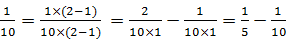 1/10 = 1×(2−1)/10×(2−1) = 2/10×1 − 1/10×1 = 1/5 − 1/10